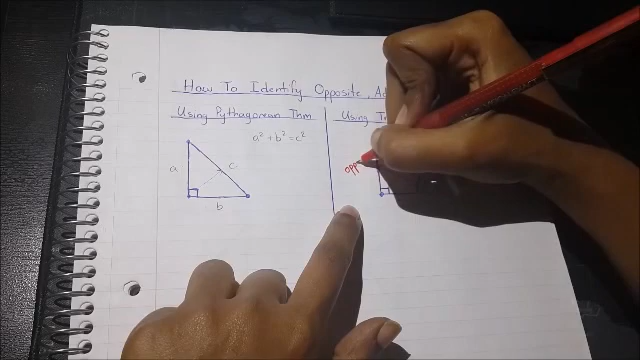 How To Identify Opposite, Ad
Using Pythagorean Thm
Using
a² + b² = c²
a
c
b
opp